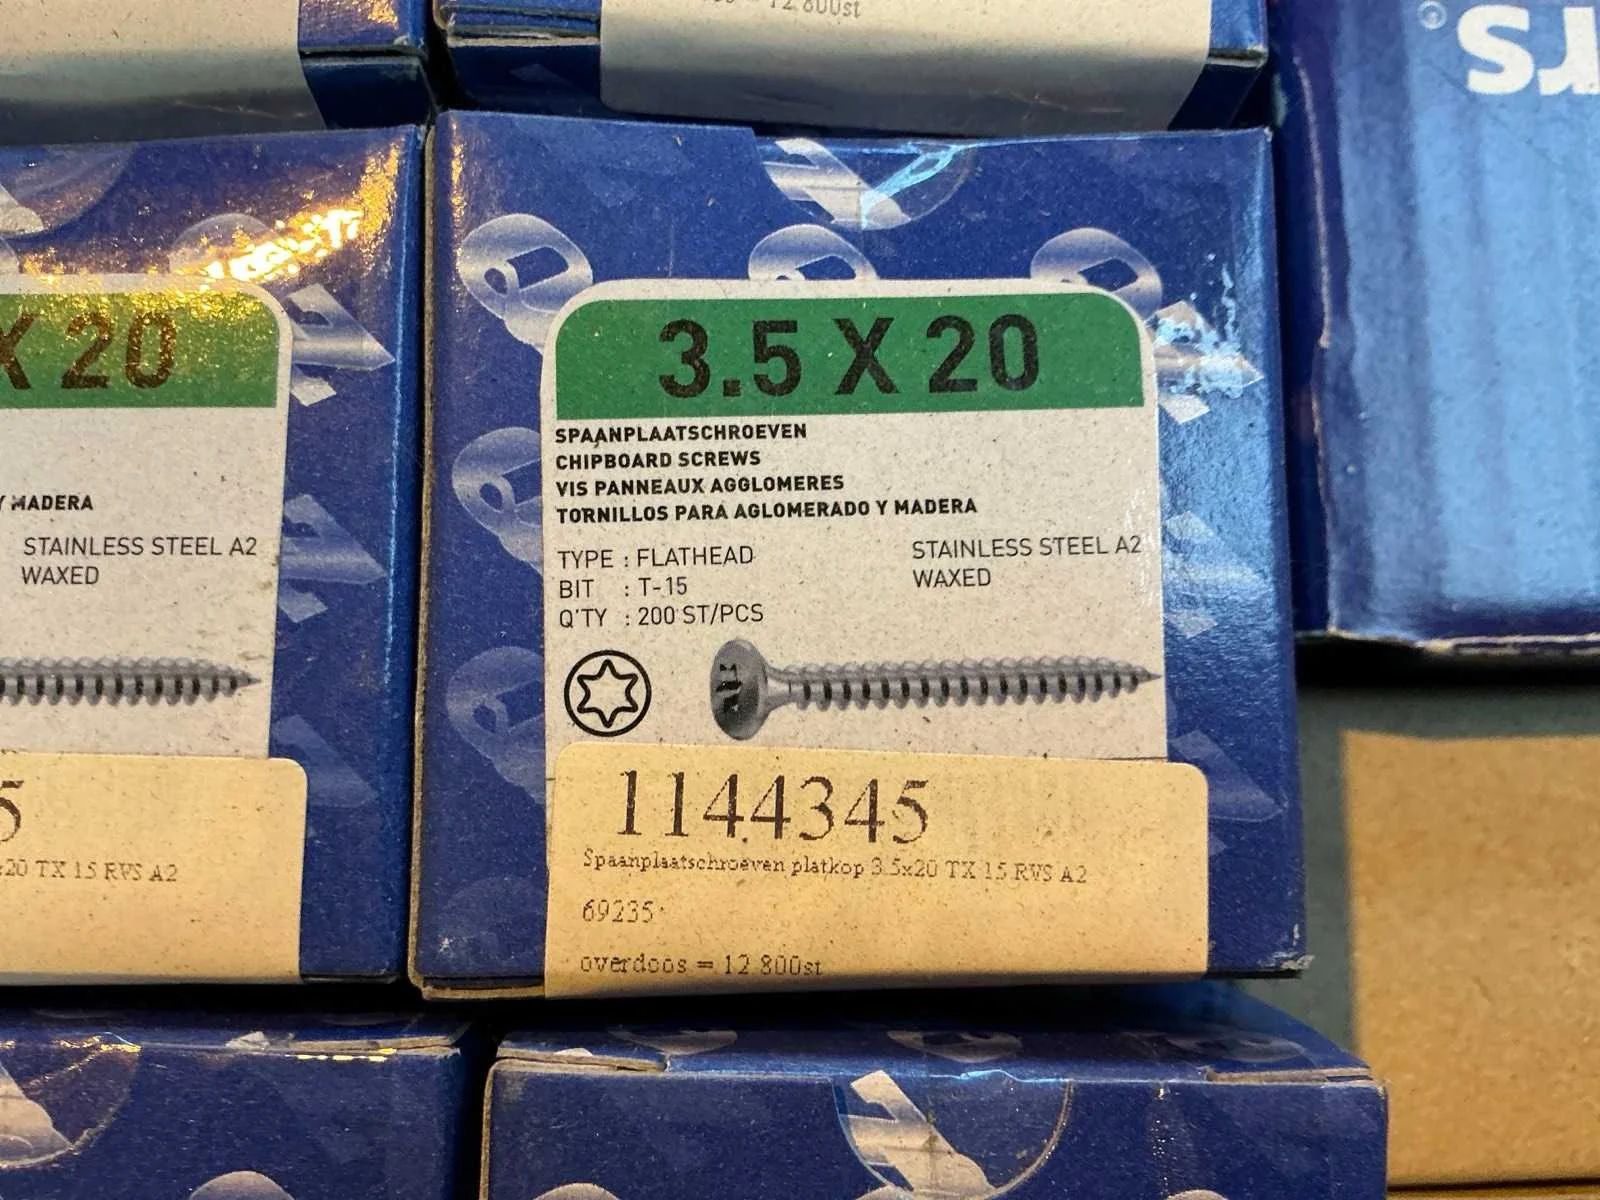 = 12 800st
rs
®
X 20
Y MADERA
STAINLESS STEEL A2
WAXED
5
x20 TX 15 RVS A2
3.5 X 20
SPAANPLAATSCHROEVEN
CHIPBOARD SCREWS
VIS PANNEAUX AGGLOMERES
TORNILLOS PARA AGLOMERADO Y MADERA
TYPE : FLATHEAD
BIT : T-15
Q'TY : 200 ST/PCS
STAINLESS STEEL A2
WAXED
1144345
Spaanplaatschroeven platkop 3.5x20 TX 15 RVS A2
69235
overdoos = 12 800st